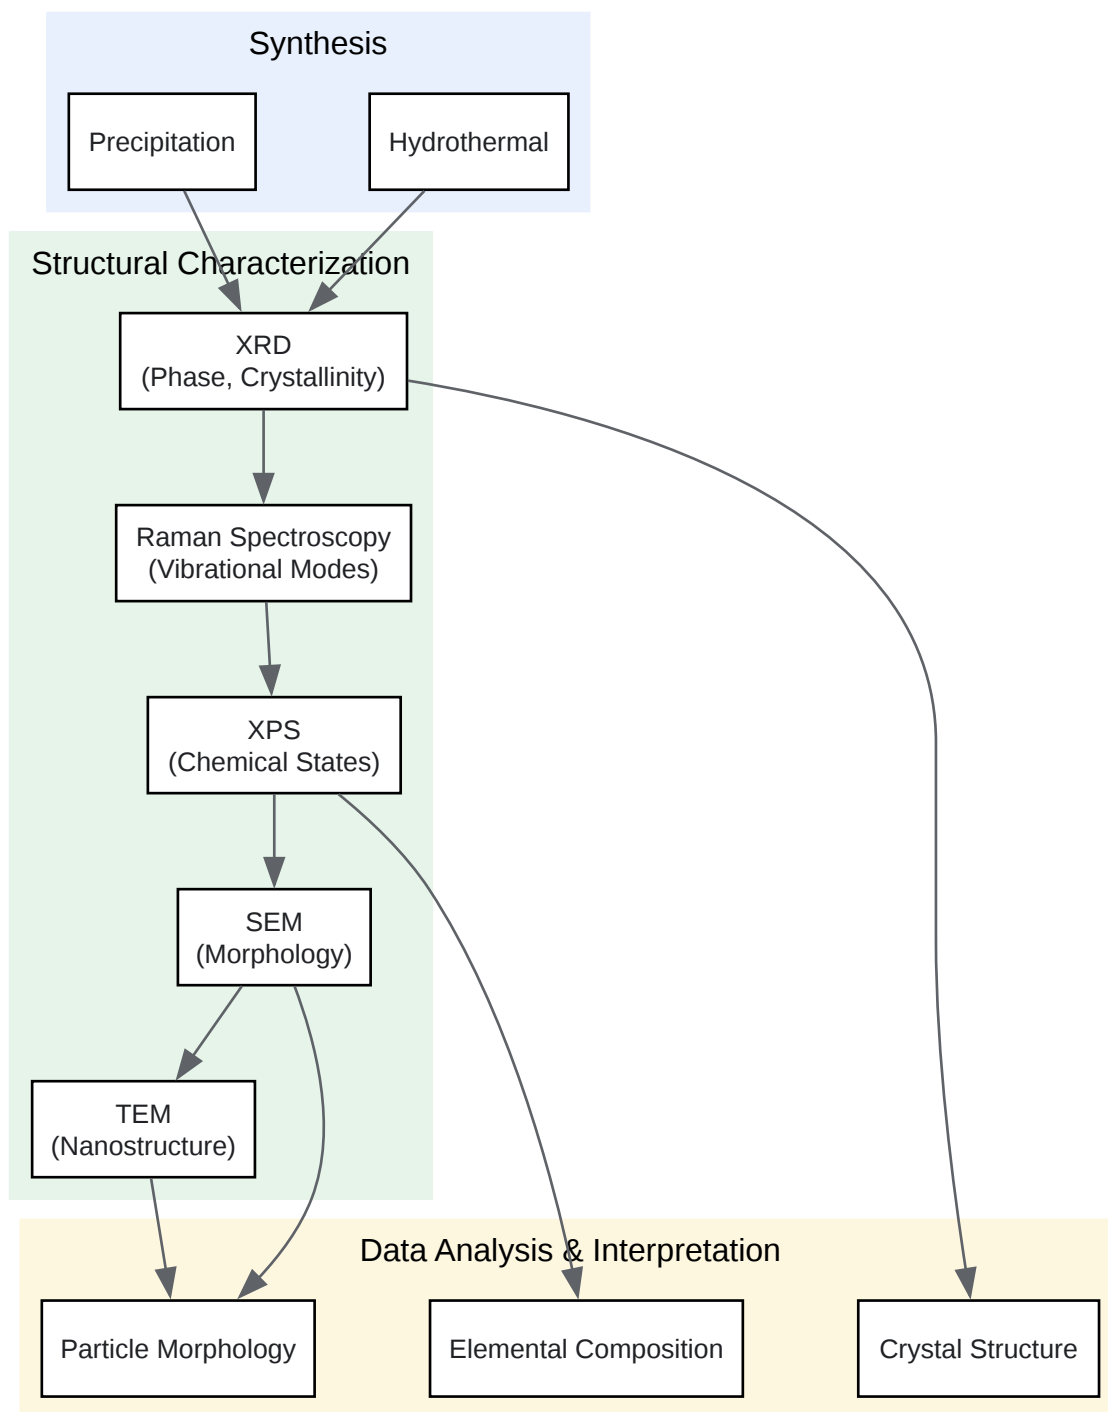 Synthesis
Precipitation
Hydrothermal
Structural Characterization
XRD
(Phase, Crystallinity)
Raman Spectroscopy
(Vibrational Modes)
XPS
(Chemical States)
SEM
(Morphology)
TEM
(Nanostructure)
Data Analysis & Interpretation
Particle Morphology
Elemental Composition
Crystal Structure